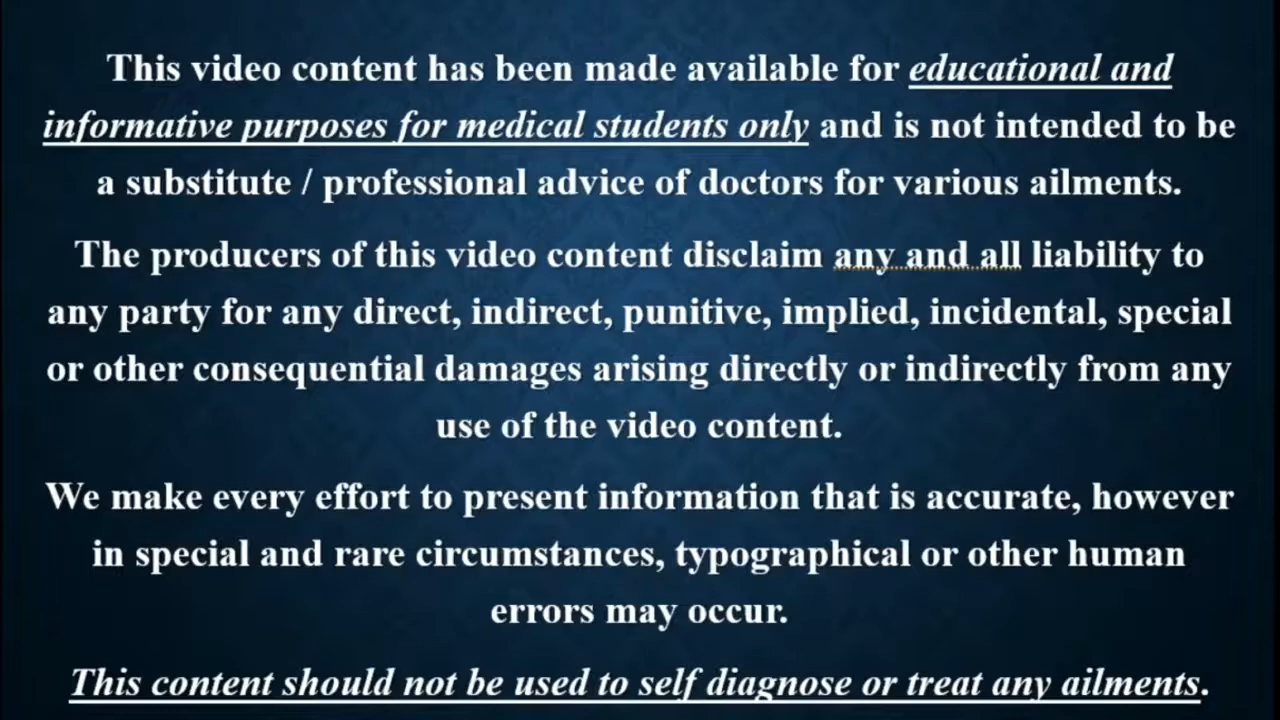 This video content has been made available for educational and
informative purposes for medical students only and is not intended to be
a substitute / professional advice of doctors for various ailments.
The producers of this video content disclaim any and all liability to
any party for any direct, indirect, punitive, implied, incidental, special
or other consequential damages arising directly or indirectly from any
use of the video content.
We make every effort to present information that is accurate, however
in special and rare circumstances, typographical or other human
errors may occur.
This content should not be used to self diagnose or treat any ailments.